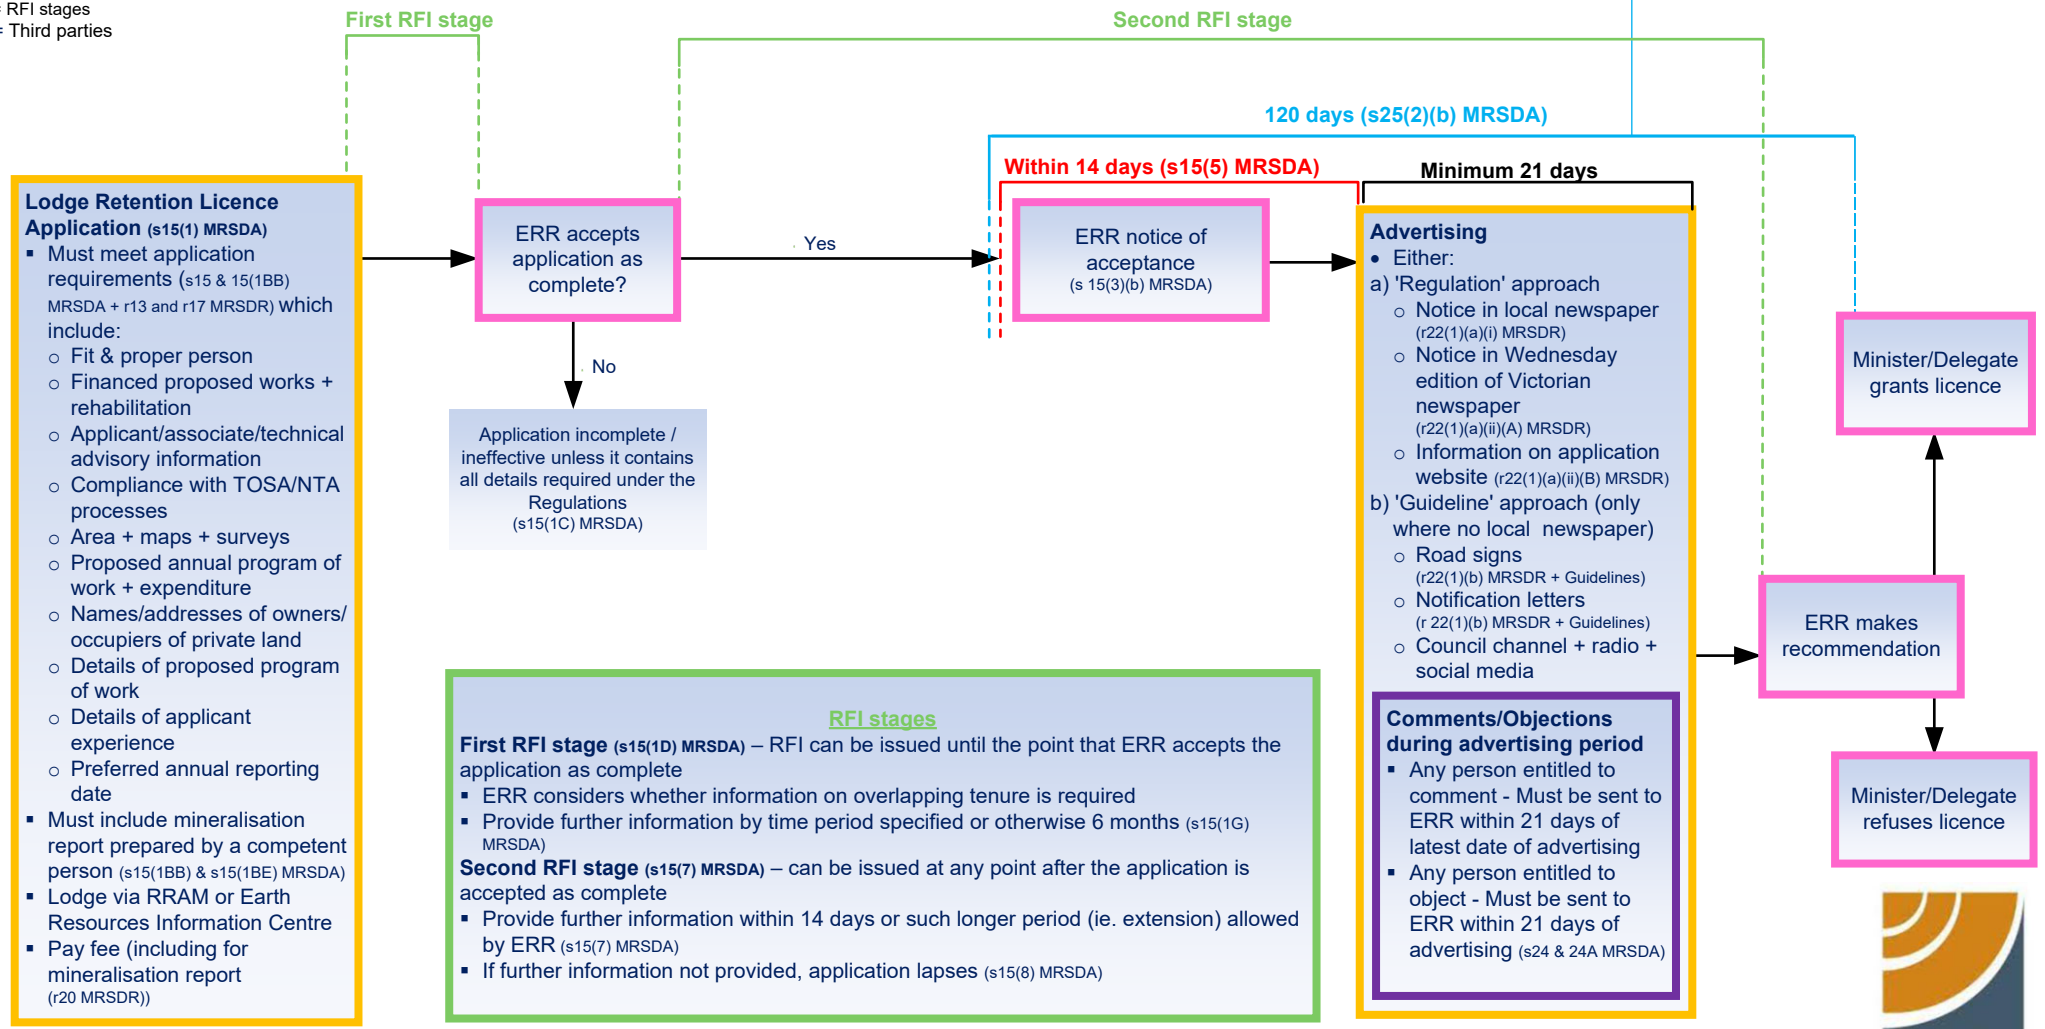 = RFI stages
= Third parties
First RFI stage
Second RFI stage
120 days (s25(2)(b) MRSDA)
Within 14 days (s15(5) MRSDA)
Minimum 21 days
Lodge Retention Licence
Application (s15(1) MRSDA)
▪ Must meet application
requirements (s15 & 15(1BB)
MRSDA + r13 and r17 MRSDR) which
include:
o Fit & proper person
o Financed proposed works +
rehabilitation
o Applicant/associate/technical
advisory information
o Compliance with TOSA/NTA
processes
o Area + maps + surveys
o Proposed annual program of
work + expenditure
o Names/addresses of owners/
occupiers of private land
o Details of proposed program
of work
o Details of applicant
experience
o Preferred annual reporting
date
▪ Must include mineralisation
report prepared by a competent
person (s15(1BB) & s15(1BE) MRSDA)
▪ Lodge via RRAM or Earth
Resources Information Centre
▪ Pay fee (including for
mineralisation report
(r20 MRSDR))
ERR accepts
application as
complete?
Yes
No
Application incomplete /
ineffective unless it contains
all details required under the
Regulations
(s15(1C) MRSDA)
ERR notice of
acceptance
(s 15(3)(b) MRSDA)
Advertising
• Either:
a) 'Regulation' approach
o Notice in local newspaper
(r22(1)(a)(i) MRSDR)
o Notice in Wednesday
edition of Victorian
newspaper
(r22(1)(a)(ii)(A) MRSDR)
o Information on application
website (r22(1)(a)(ii)(B) MRSDR)
b) 'Guideline' approach (only
where no local newspaper)
o Road signs
(r22(1)(b) MRSDR + Guidelines)
o Notification letters
(r 22(1)(b) MRSDR + Guidelines)
o Council channel + radio +
social media
Comments/Objections
during advertising period
▪ Any person entitled to
comment - Must be sent to
ERR within 21 days of
latest date of advertising
▪ Any person entitled to
object - Must be sent to
ERR within 21 days of
advertising (s24 & 24A MRSDA)
RFI stages
First RFI stage (s15(1D) MRSDA) – RFI can be issued until the point that ERR accepts the
application as complete
▪ ERR considers whether information on overlapping tenure is required
▪ Provide further information by time period specified or otherwise 6 months (s15(1G)
MRSDA)
Second RFI stage (s15(7) MRSDA) – can be issued at any point after the application is
accepted as complete
▪ Provide further information within 14 days or such longer period (ie. extension) allowed
by ERR (s15(7) MRSDA)
▪ If further information not provided, application lapses (s15(8) MRSDA)
ERR makes
recommendation
Minister/Delegate
grants licence
Minister/Delegate
refuses licence